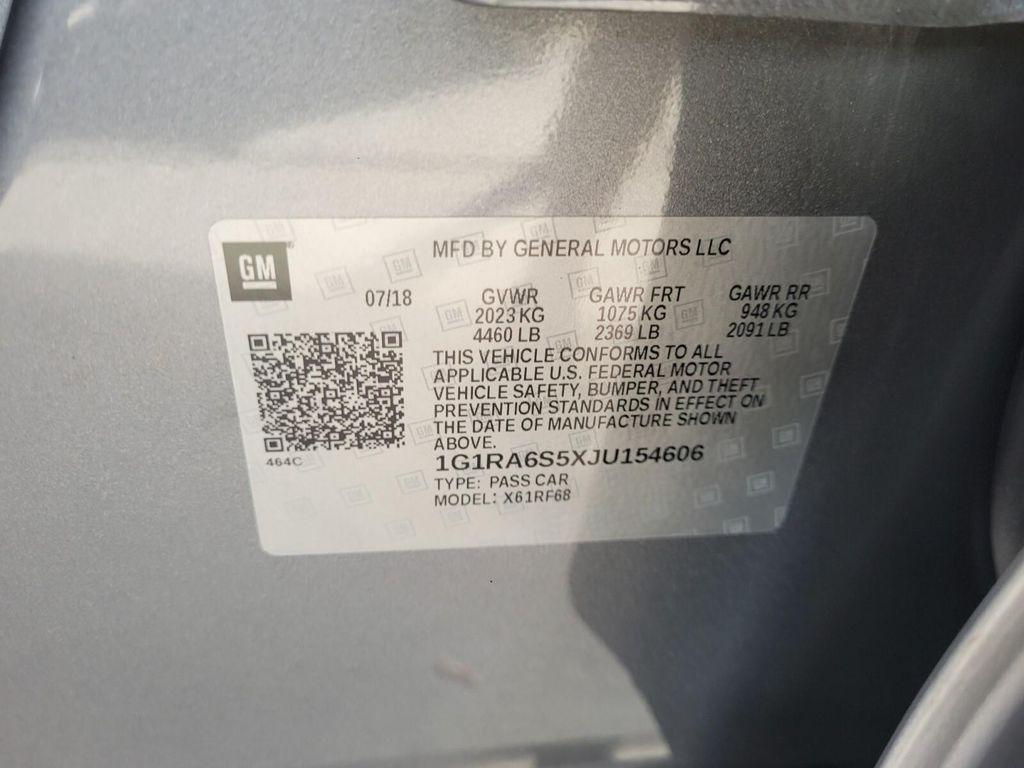 GM
MFD BY GENERAL MOTORS LLC
07/18 GVWR GAWR FRT GAWR RR
2023 KG 1075 KG 948 KG
4460 LB 2369 LB 2091 LB
THIS VEHICLE CONFORMS TO ALL
APPLICABLE U.S. FEDERAL MOTOR
VEHICLE SAFETY, BUMPER, AND THEFT
PREVENTION STANDARDS IN EFFECT ON
THE DATE OF MANUFACTURE SHOWN
ABOVE.
464C
1G1RA6S5XJU154606
TYPE: PASS CAR
MODEL: X61RF68